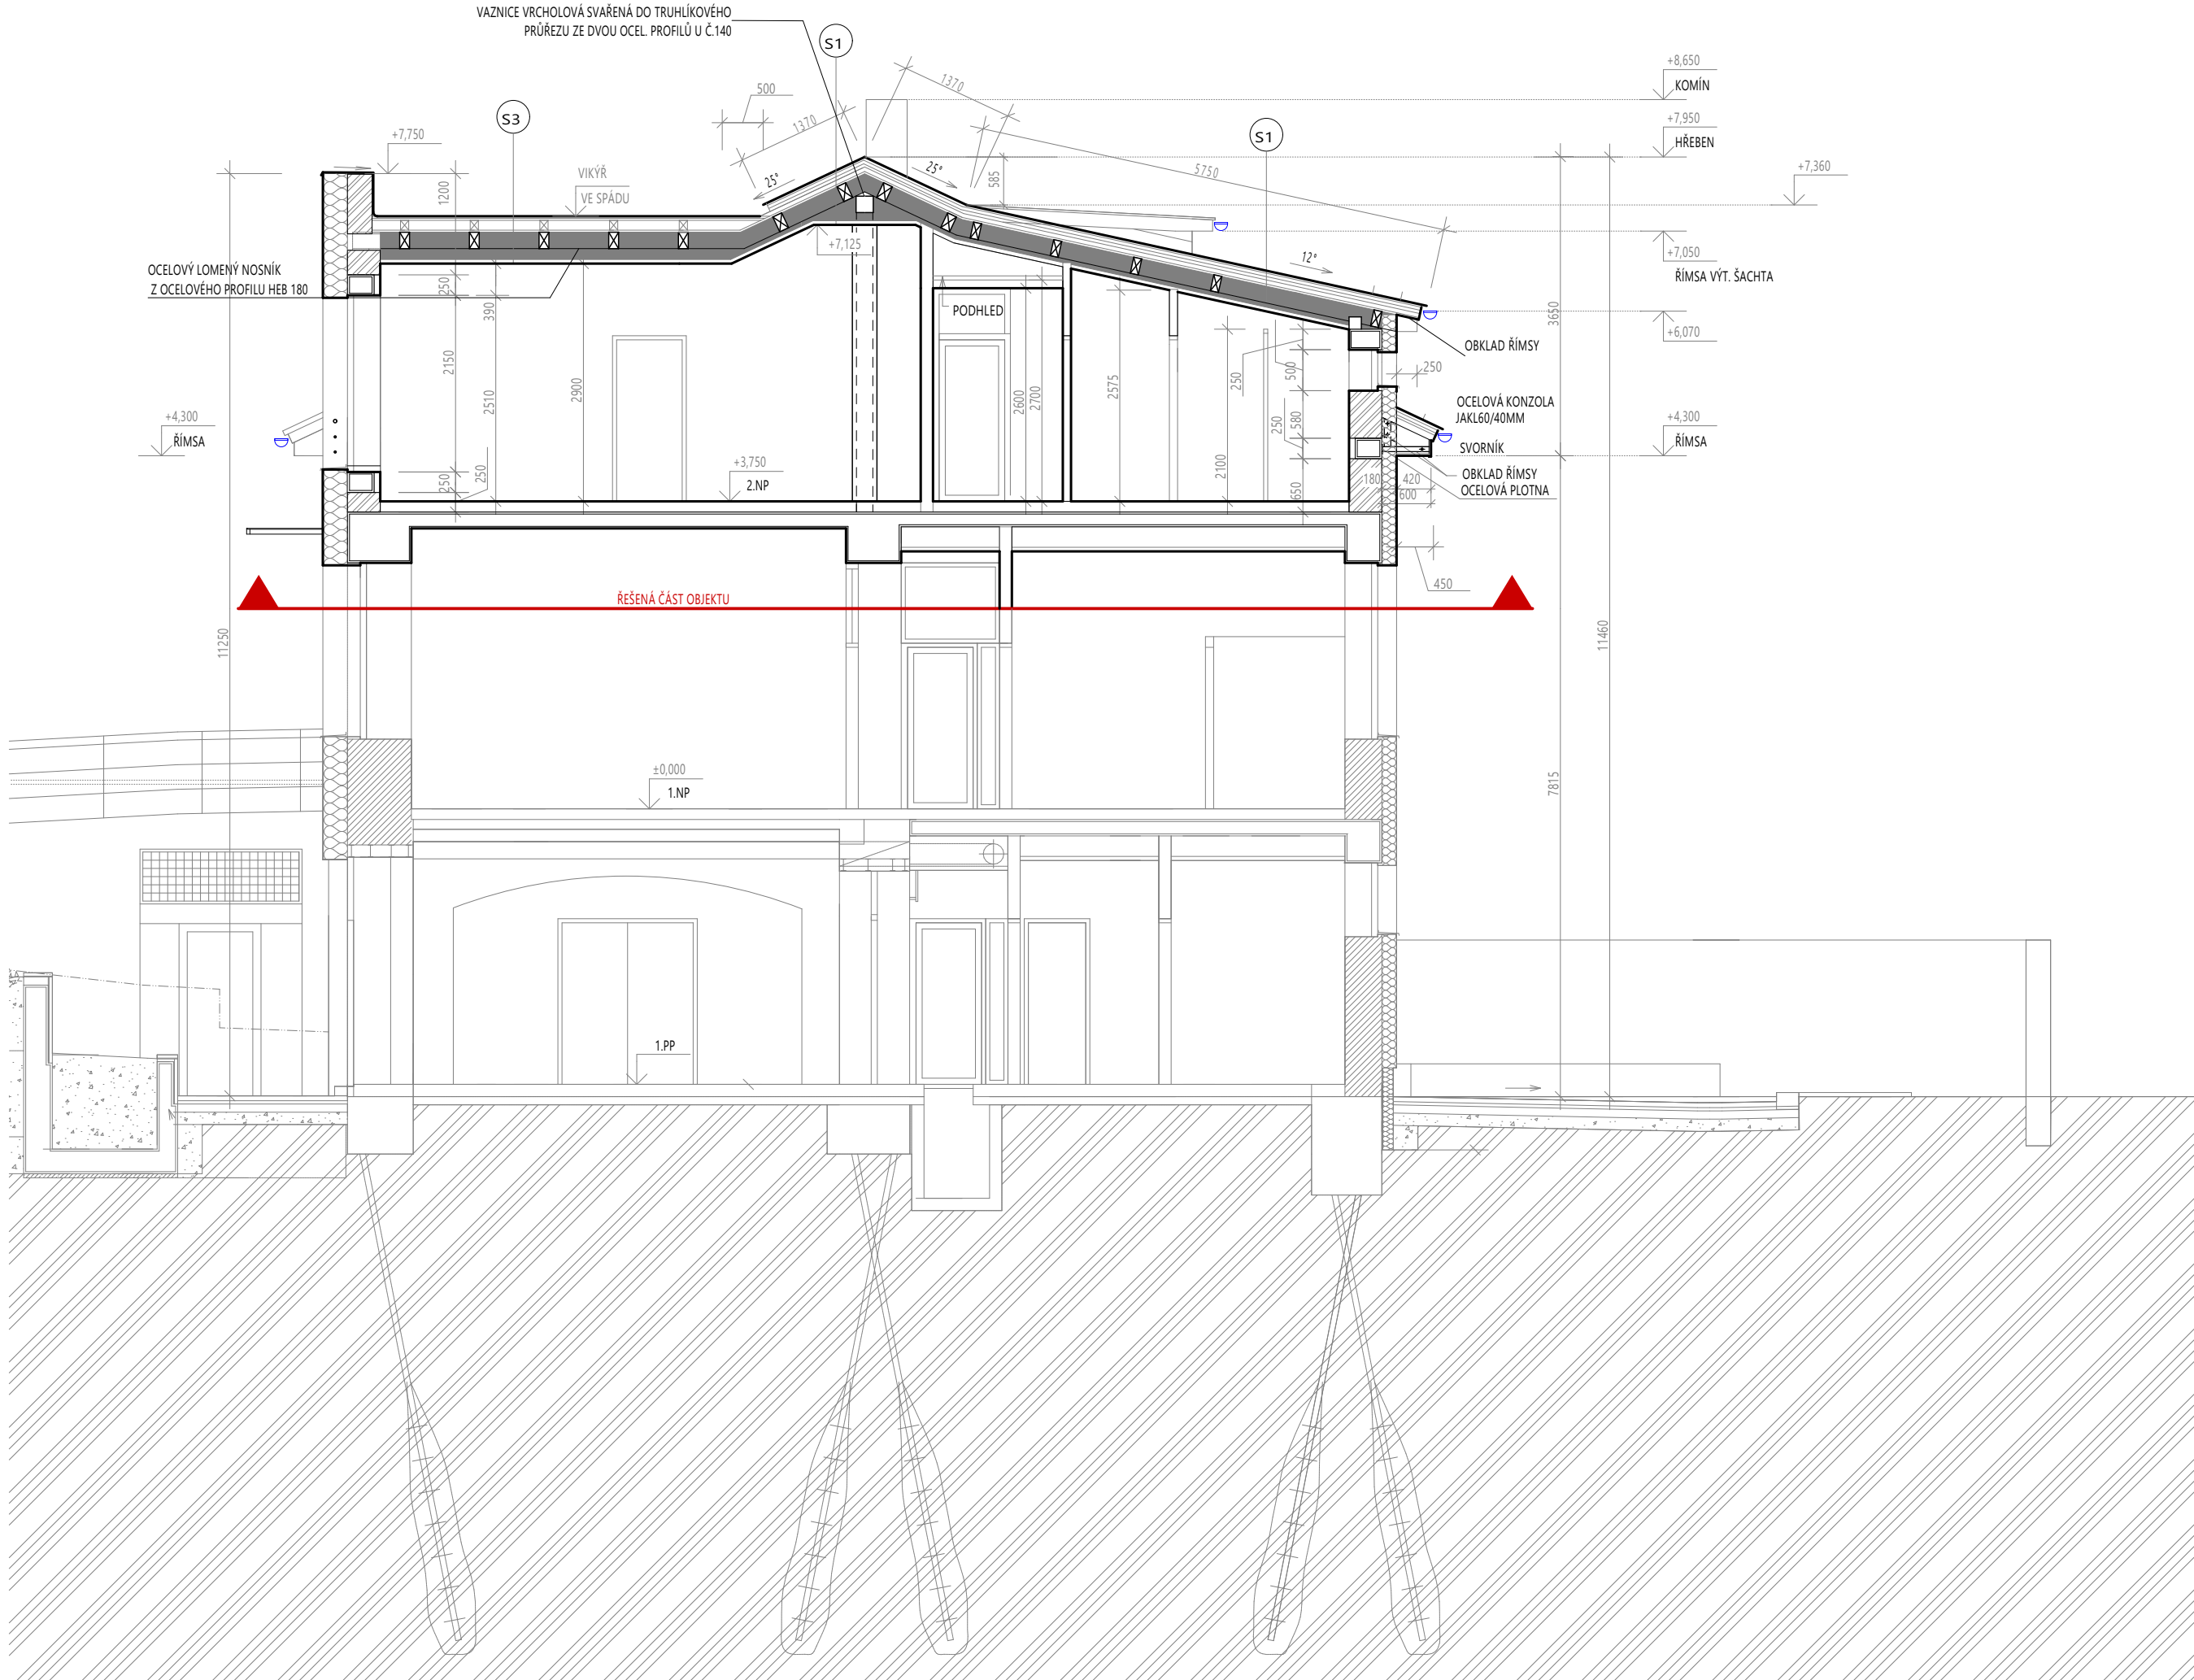 VAZNICE VRCHOLOVÁ SVAŘENÁ DO TRUHLÍKOVÉHO
PRŮŘEZU ZE DVOU OCEL. PROFILŮ U Č.140
S1
S3
S1
500
1370
1370
5750
585
25°
25°
12°
+8,650
KOMÍN
+7,950
HŘEBEN
+7,360
+7,050
ŘÍMSA VÝT. ŠACHTA
+6,070
+7,750
1200
VIKÝŘ
VE SPÁDU
+7,125
OCELOVÝ LOMENÝ NOSNÍK
Z OCELOVÉHO PROFILU HEB 180
250
390
2150
2510
2900
250
250
PODHLED
2600
2700
2575
2100
250
500
250
580
650
250
3650
OBKLAD ŘÍMSY
OCELOVÁ KONZOLA
JAKL60/40MM
SVORNÍK
OBKLAD ŘÍMSY
OCELOVÁ PLOTNA
180
420
600
450
+4,300
ŘÍMSA
+4,300
ŘÍMSA
+3,750
2.NP
ŘEŠENÁ ČÁST OBJEKTU
11250
11460
7815
±0,000
1.NP
1.PP